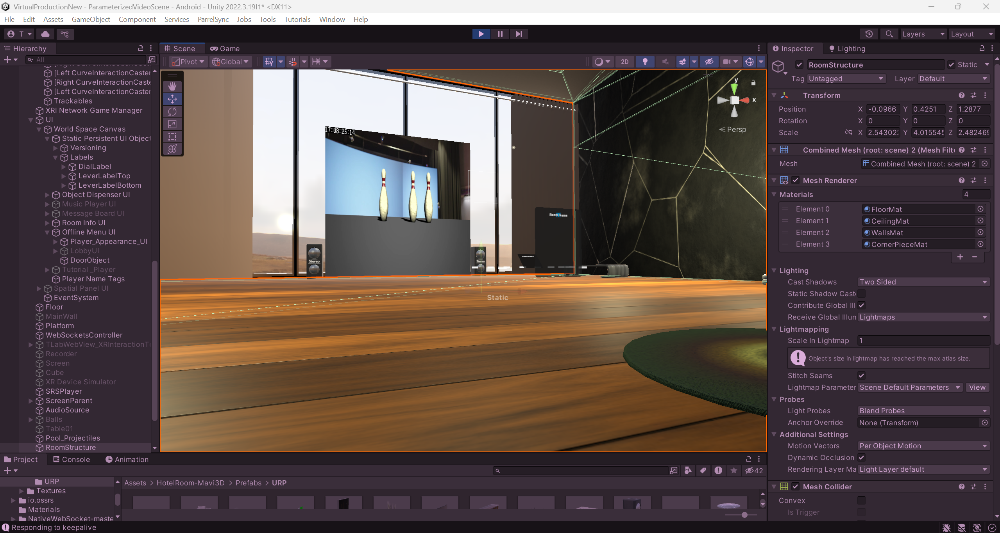 VirtualProductionNew - ParameterizedVideoScene - Android - Unity 2022.3.19f1* <DX11>
File Edit Assets GameObject Component Services ParrelSync Jobs Tools Tutorials Window Help
T
Layers Layout
Hierarchy
All
[Left CurveInteractionCaster
[Right CurveInteractionCaste
[Left CurveInteractionCaster
Trackables
XRI Network Game Manager
UI
World Space Canvas
Static Persistent UI Object
Versioning
Labels
DialLabel
LeverLabelTop
LeverLabelBottom
Object Dispenser UI
Music Player UI
Message Board UI
Room Info UI
Offline Menu UI
Player_Appearance_UI
LobbyUI
DoorObject
Tutorial _Player
Player Name Tags
Spatial Panel UI
EventSystem
Floor
MainWall
Platform
WebSocketsController
TLabWebView_XRInteractionT
Recorder
Screen
Cube
XR Device Simulator
SRSPlayer
ScreenParent
AudioSource
Balls
Table01
Pool_Projectiles
RoomStructure
Scene Game
Pivot Global 2D
y
x
Persp
17:08:25:14
Room Name
Stereo
Stereo
Static
Inspector Lighting
RoomStructure Static
Tag Untagged Layer Default
Transform
Position X -0.0966 Y 0.4251 Z 1.2877
Rotation X 0 Y 0 Z 0
Scale X 2.54302 Y 4.015545 Z 2.482469
Combined Mesh (root: scene) 2 (Mesh Filt
Mesh Combined Mesh (root: scene) 2
Mesh Renderer
Materials 4
Element 0 FloorMat
Element 1 CeilingMat
Element 2 WallsMat
Element 3 CornerPieceMat
+ −
Lighting
Cast Shadows Two Sided
Static Shadow Cast
Contribute Global Ill
Receive Global Illum Lightmaps
Lightmapping
Scale In Lightmap 1
Object's size in lightmap has reached the max atlas size.
Stitch Seams
Lightmap Parameter Scene Default Parameters View
Probes
Light Probes Blend Probes
Anchor Override None (Transform)
Additional Settings
Motion Vectors Per Object Motion
Dynamic Occlusion
Rendering Layer Ma Light Layer default
Mesh Collider
Convex
Is Trigger
Project Console Animation
42
URP
Textures
io.ossrs
Materials
NativeWebSocket-maste
Assets > HotelRoom-Mavi3D > Prefabs > URP
Responding to keepalive